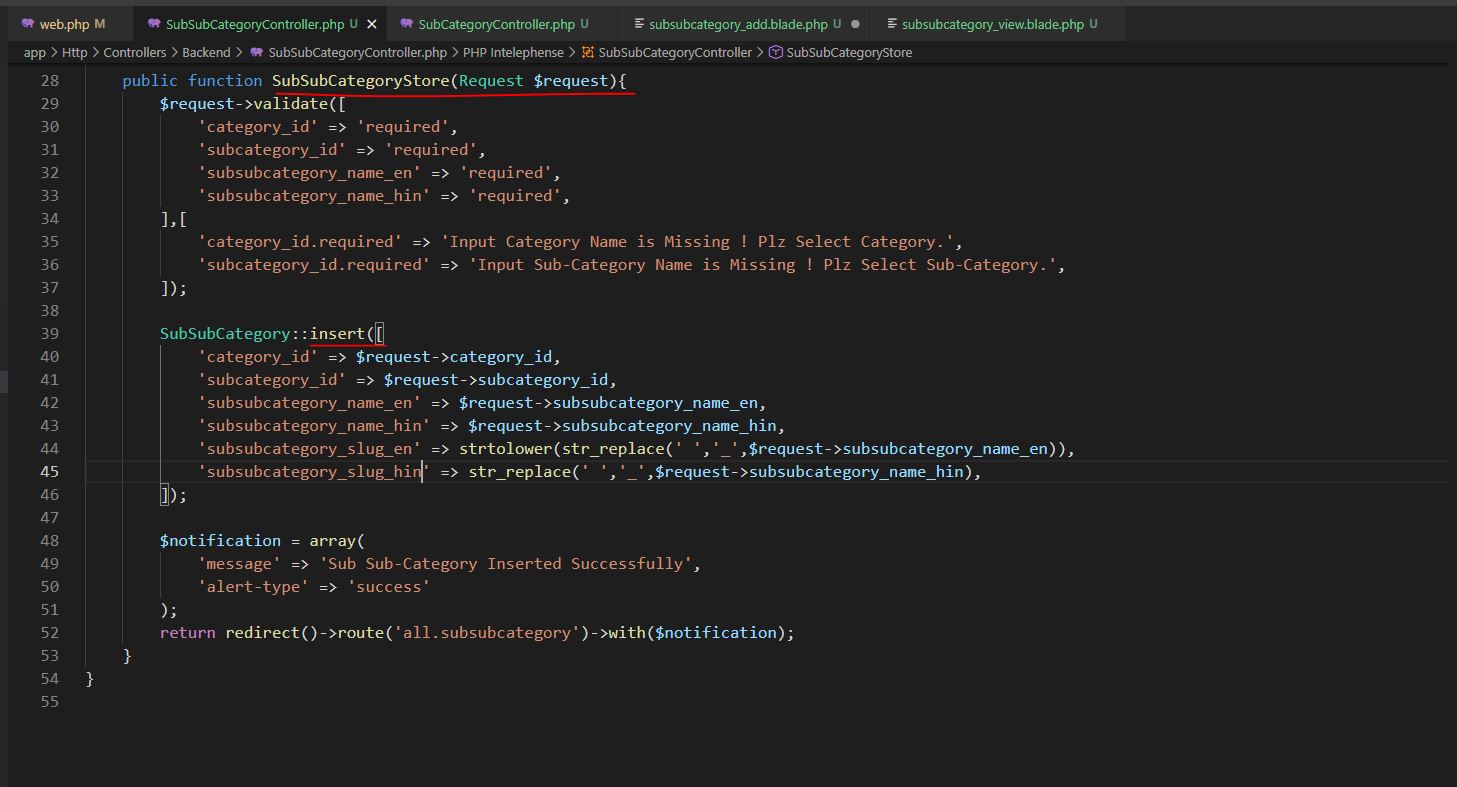 web.php M SubSubCategoryController.php U SubCategoryController.php U subsubcategory_add.blade.php U subsubcategory_view.blade.php U
app > Http > Controllers > Backend > SubSubCategoryController.php > PHP Intelephense > SubSubCategoryController > SubSubCategoryStore
28 public function SubSubCategoryStore(Request $request){
29 $request->validate([
30 'category_id' => 'required',
31 'subcategory_id' => 'required',
32 'subsubcategory_name_en' => 'required',
33 'subsubcategory_name_hin' => 'required',
34 ],[
35 'category_id.required' => 'Input Category Name is Missing ! Plz Select Category.',
36 'subcategory_id.required' => 'Input Sub-Category Name is Missing ! Plz Select Sub-Category.',
37 ]);
38
39 SubSubCategory::insert([
40 'category_id' => $request->category_id,
41 'subcategory_id' => $request->subcategory_id,
42 'subsubcategory_name_en' => $request->subsubcategory_name_en,
43 'subsubcategory_name_hin' => $request->subsubcategory_name_hin,
44 'subsubcategory_slug_en' => strtolower(str_replace(' ','_',$request->subsubcategory_name_en)),
45 'subsubcategory_slug_hin' => str_replace(' ','_',$request->subsubcategory_name_hin),
46 ]);
47
48 $notification = array(
49 'message' => 'Sub Sub-Category Inserted Successfully',
50 'alert-type' => 'success'
51 );
52 return redirect()->route('all.subsubcategory')->with($notification);
53 }
54 }
55